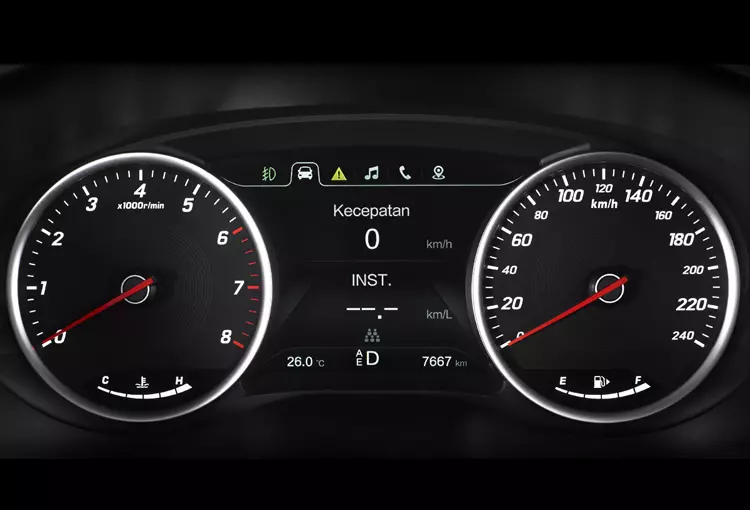 Kecepatan
0 km/h
INST.
--.- km/L
26.0 °C
A
E
D
7667 km
0
1
2
3
4
5
6
7
8
x1000r/min
C H
0
20
40
60
80
100
120
140
160
180
200
220
240
km/h
E F